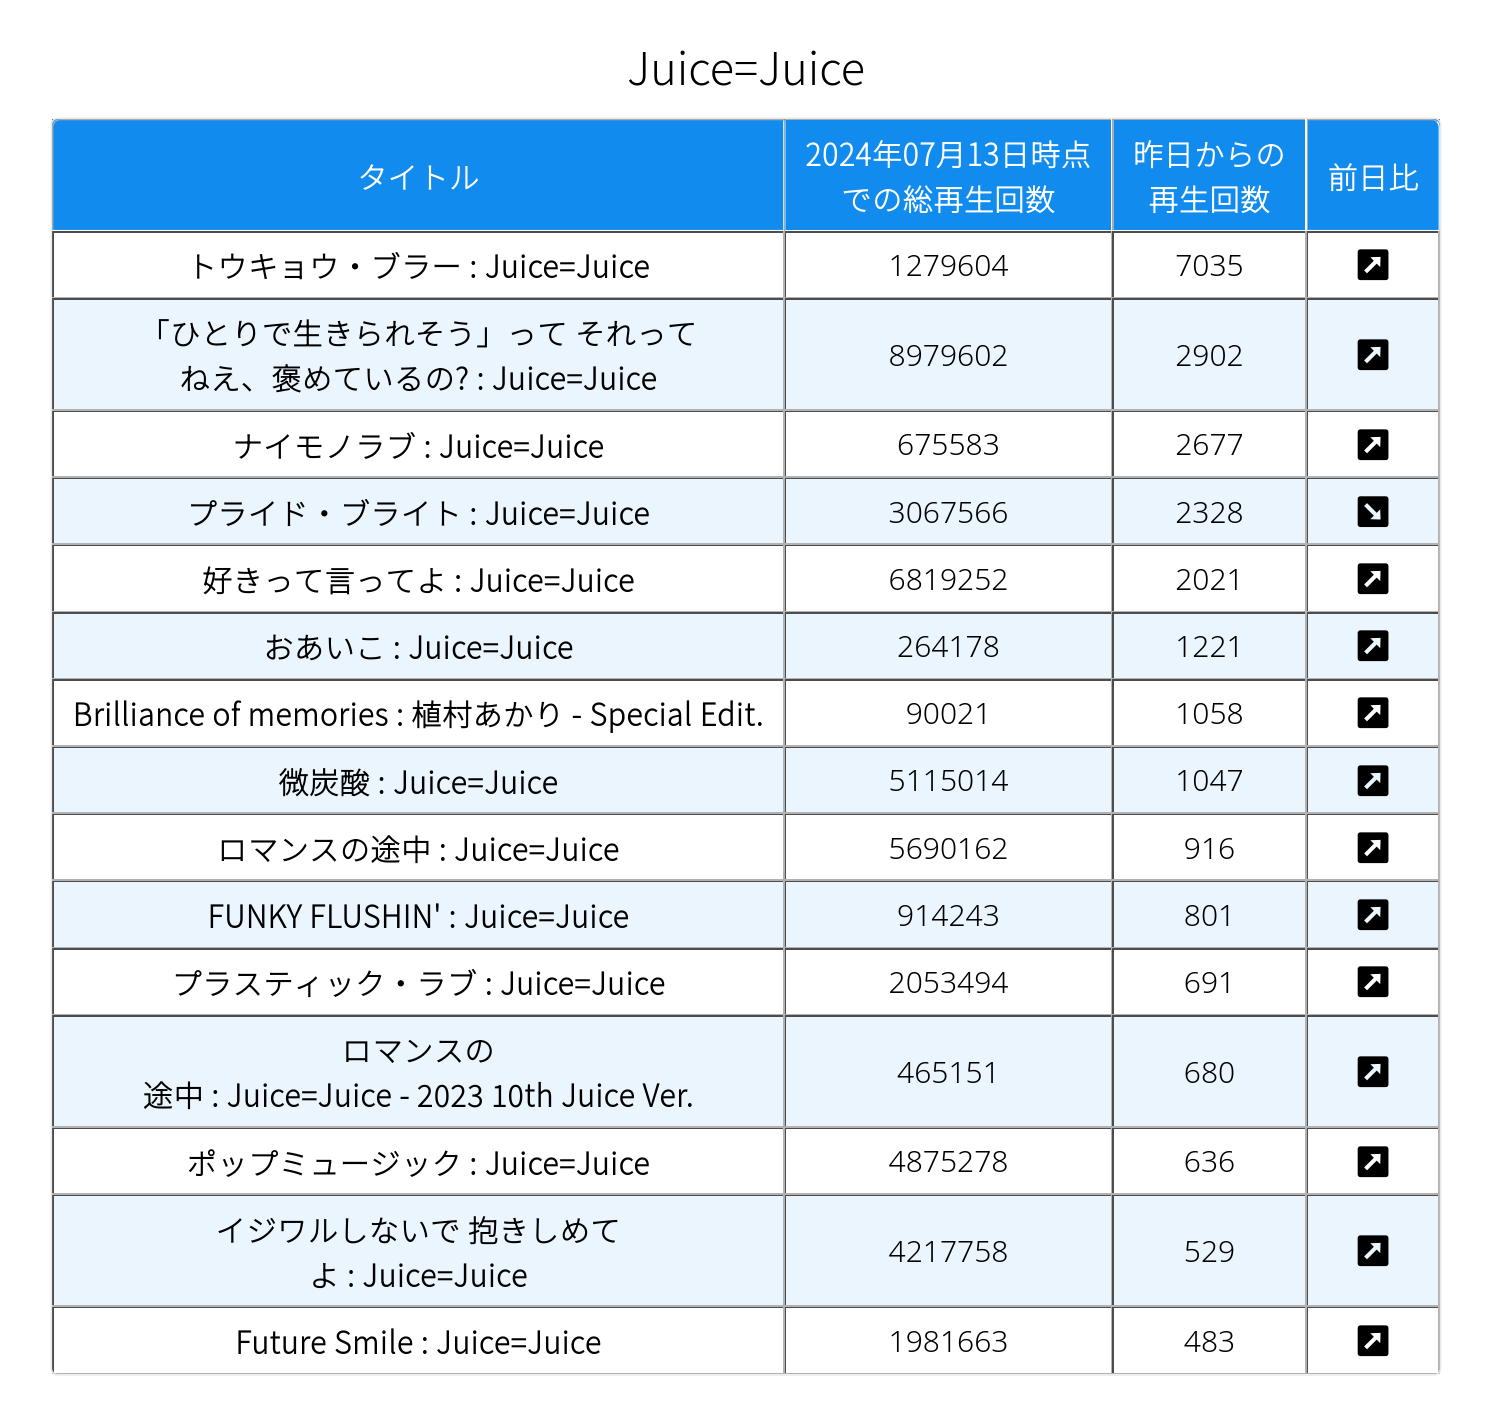 Juice=Juice
タイトル
2024年07月13日時点
での総再生回数
昨日からの
再生回数
前日比
トウキョウ・ブラー : Juice=Juice
1279604
7035
「ひとりで生きられそう」って それって
ねえ、褒めているの? : Juice=Juice
8979602
2902
ナイモノラブ : Juice=Juice
675583
2677
プライド・ブライト : Juice=Juice
3067566
2328
好きって言ってよ : Juice=Juice
6819252
2021
おあいこ : Juice=Juice
264178
1221
Brilliance of memories : 植村あかり - Special Edit.
90021
1058
微炭酸 : Juice=Juice
5115014
1047
ロマンスの途中 : Juice=Juice
5690162
916
FUNKY FLUSHIN' : Juice=Juice
914243
801
プラスティック・ラブ : Juice=Juice
2053494
691
ロマンスの
途中 : Juice=Juice - 2023 10th Juice Ver.
465151
680
ポップミュージック : Juice=Juice
4875278
636
イジワルしないで 抱きしめて
よ : Juice=Juice
4217758
529
Future Smile : Juice=Juice
1981663
483